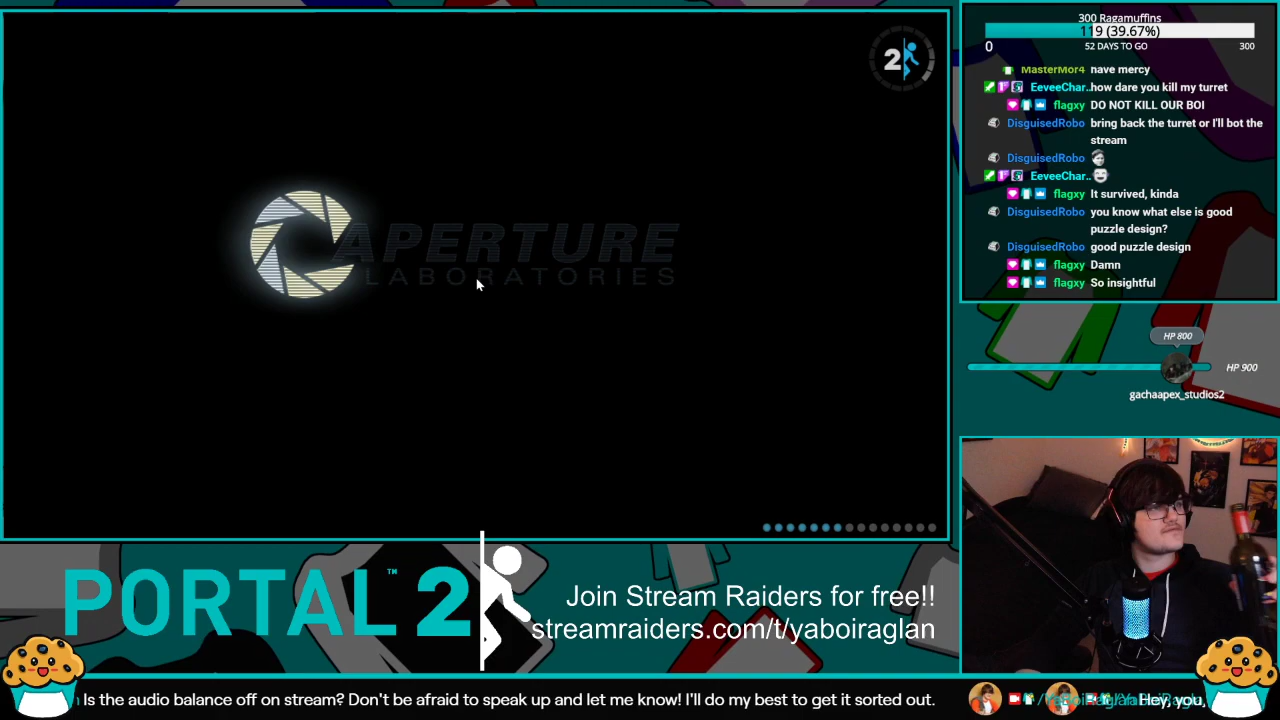 2
APERTURE
LABORATORIES
300 Ragamuffins
119 (39.67%)
0 52 DAYS TO GO 300
MasterMor4 nave mercy
EeveeChar.. how dare you kill my turret
flagxy DO NOT KILL OUR BOI
DisguisedRobo bring back the turret or I'll bot the
stream
DisguisedRobo
EeveeChar..
flagxy It survived, kinda
DisguisedRobo you know what else is good
puzzle design?
DisguisedRobo good puzzle design
flagxy Damn
flagxy So insightful
HP 800
HP 900
gachaapex_studios2
PORTAL™ 2
Join Stream Raiders for free!!
streamraiders.com/t/yaboiraglan
Is the audio balance off on stream? Don't be afraid to speak up and let me know! I'll do my best to get it sorted out.
Hey, you,